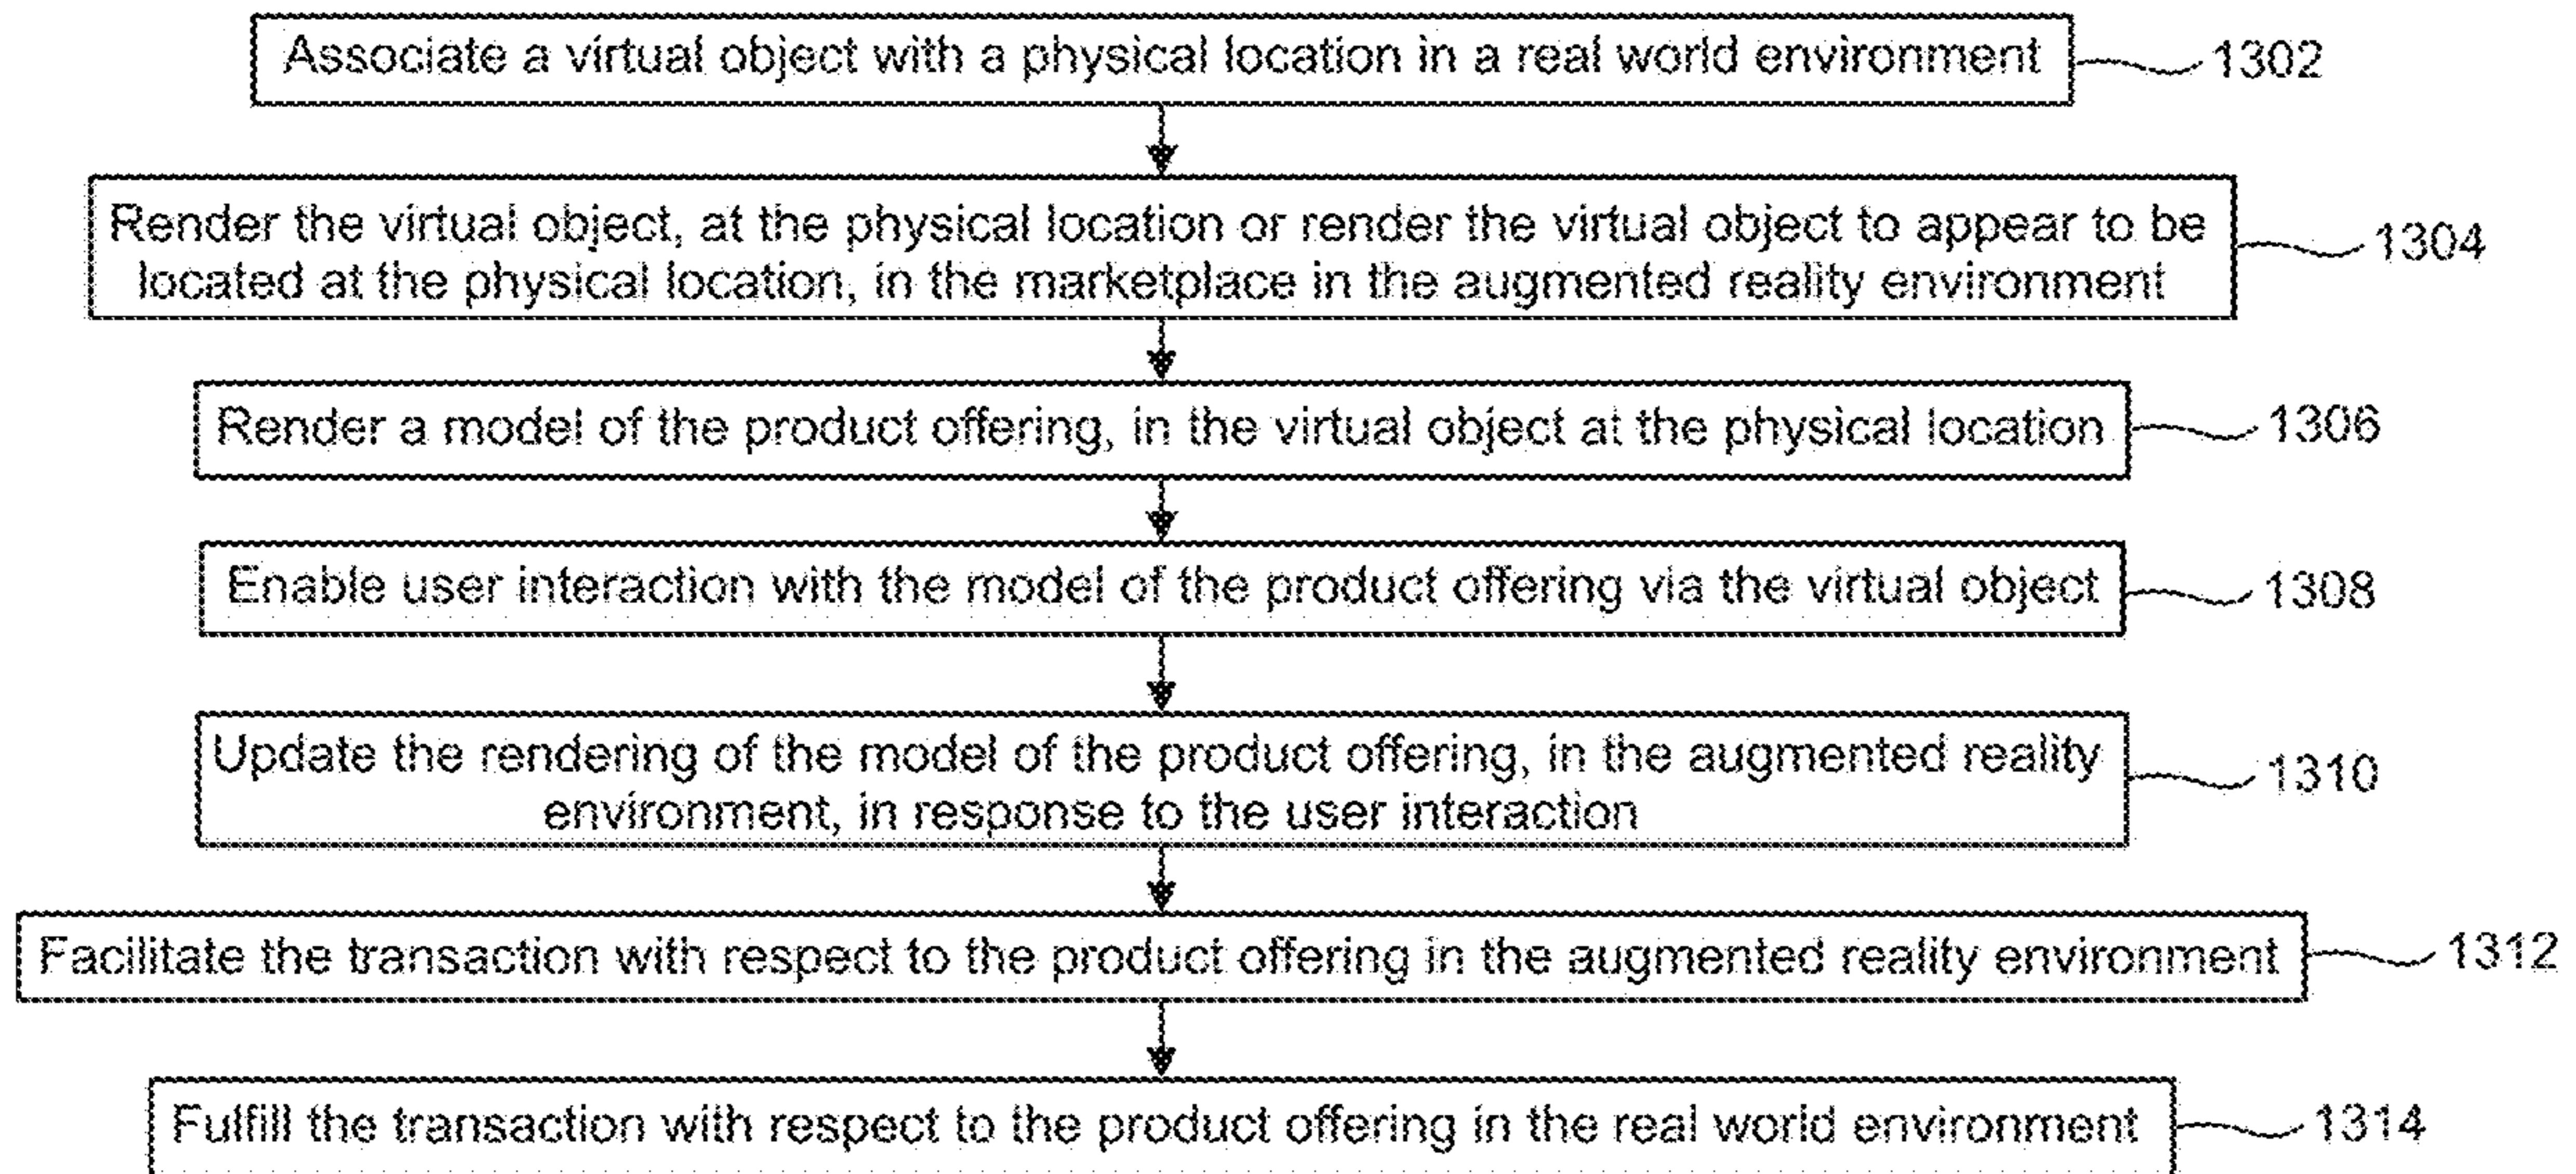 Associate a virtual object with a physical location in a real world environment
1302
Render the virtual object, at the physical location or render the virtual object to appear to be
located at the physical location, in the marketplace in the augmented reality environment
1304
Render a model of the product offering, in the virtual object at the physical location
1306
Enable user interaction with the model of the product offering via the virtual object
1308
Update the rendering of the model of the product offering, in the augmented reality
environment, in response to the user interaction
1310
Facilitate the transaction with respect to the product offering in the augmented reality environment
1312
Fulfill the transaction with respect to the product offering in the real world environment
1314